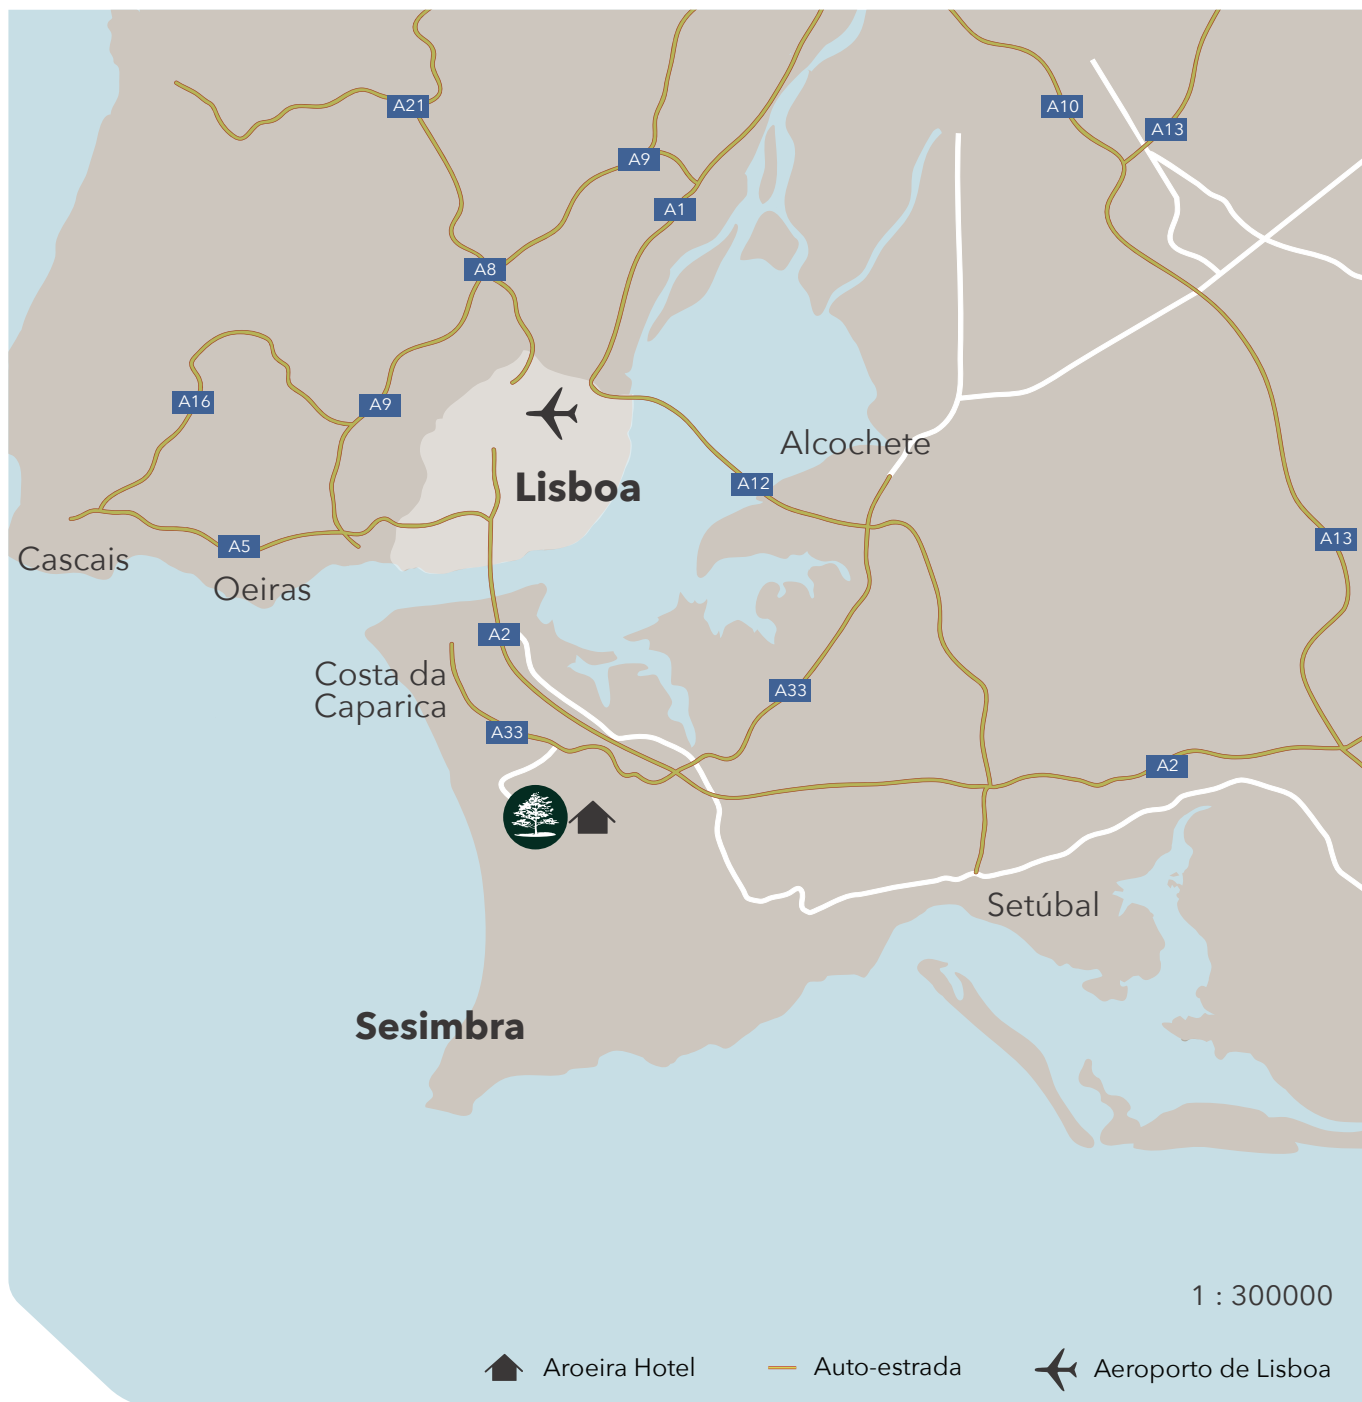 A21
A10
A13
A9
A1
A8
A16
A9
Alcochete
A12
Lisboa
A13
A5
Cascais
Oeiras
A2
Costa da
Caparica
A33
A33
A2
Setúbal
Sesimbra
1 : 300000
Aroeira Hotel
Auto-estrada
Aeroporto de Lisboa